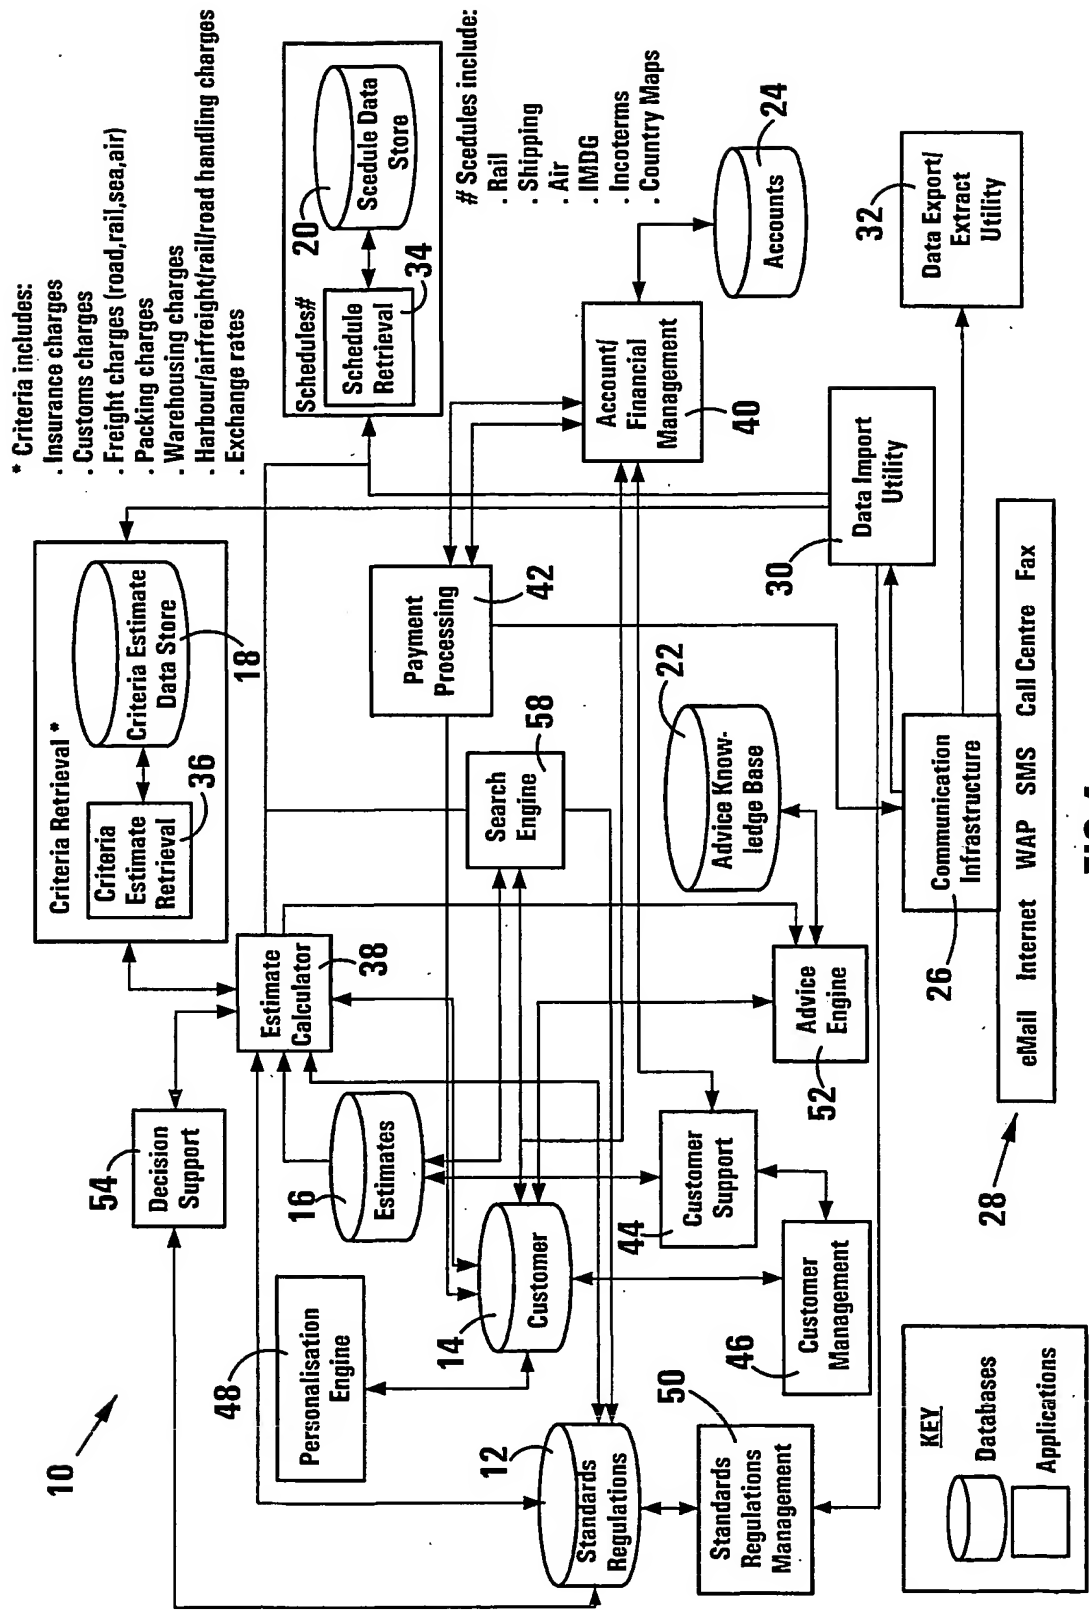 10
* Criteria includes:
. Insurance charges
. Customs charges
. Freight charges (road,rail,sea,air)
. Packing charges
. Warehousing charges
. Harbour/airfreight/rail/road handling charges
. Exchange rates
54
Decision
Support
Criteria Retrieval *
Criteria
Estimate
Retrieval
36
Criteria Estimate
Data Store
18
Schedules#
Schedule
Retrieval
34
20
Scedule Data
Store
# Scedules include:
. Rail
. Shipping
. Air
. IMDG
. Incoterms
. Country Maps
48
Personalisation
Engine
16
Estimates
Estimate
Calculator
38
Payment
Processing
42
12
Standards
Regulations
14
Customer
Search
Engine
58
Account/
Financial
Management
40
24
Accounts
50
Standards
Regulations
Management
46
Customer
Management
44
Customer
Support
52
Advice
Engine
22
Advice Know-
ledge Base
30
Data Import
Utility
32
Data Export/
Extract
Utility
26
Communication
Infrastructure
28
eMail Internet WAP SMS Call Centre Fax
KEY
Databases
Applications